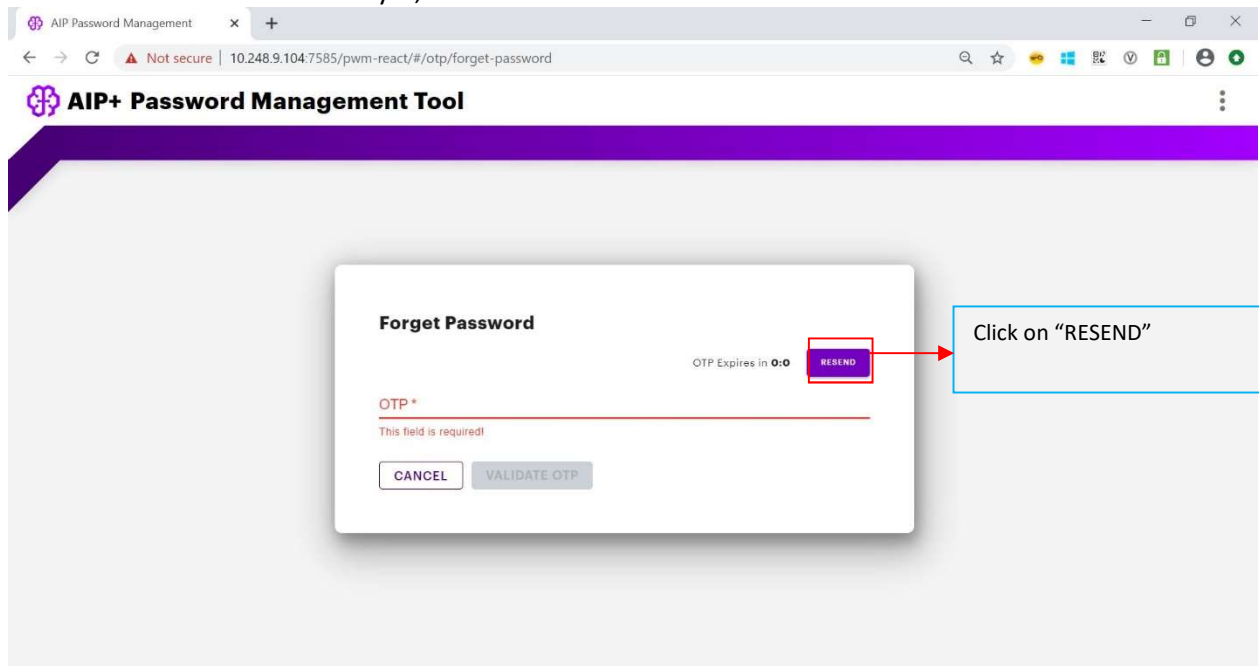 AIP Password Management
Not secure | 10.248.9.104:7585/pwm-react/#/otp/forget-password
AIP+ Password Management Tool
Forget Password
Click on “RESEND”
OTP Expires in 0:0 RESEND
OTP *
This field is required!
CANCEL VALIDATE OTP